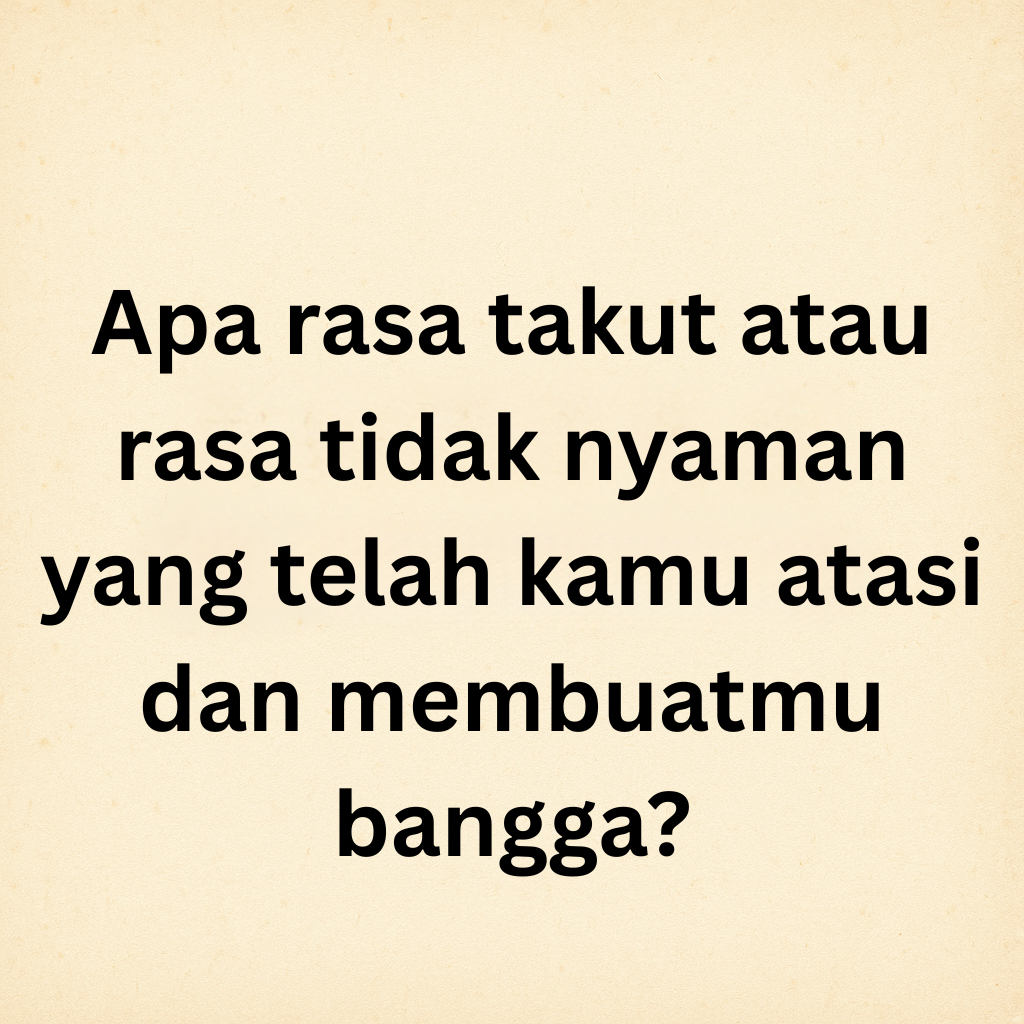 Apa rasa takut atau
rasa tidak nyaman
yang telah kamu atasi
dan membuatmu
bangga?